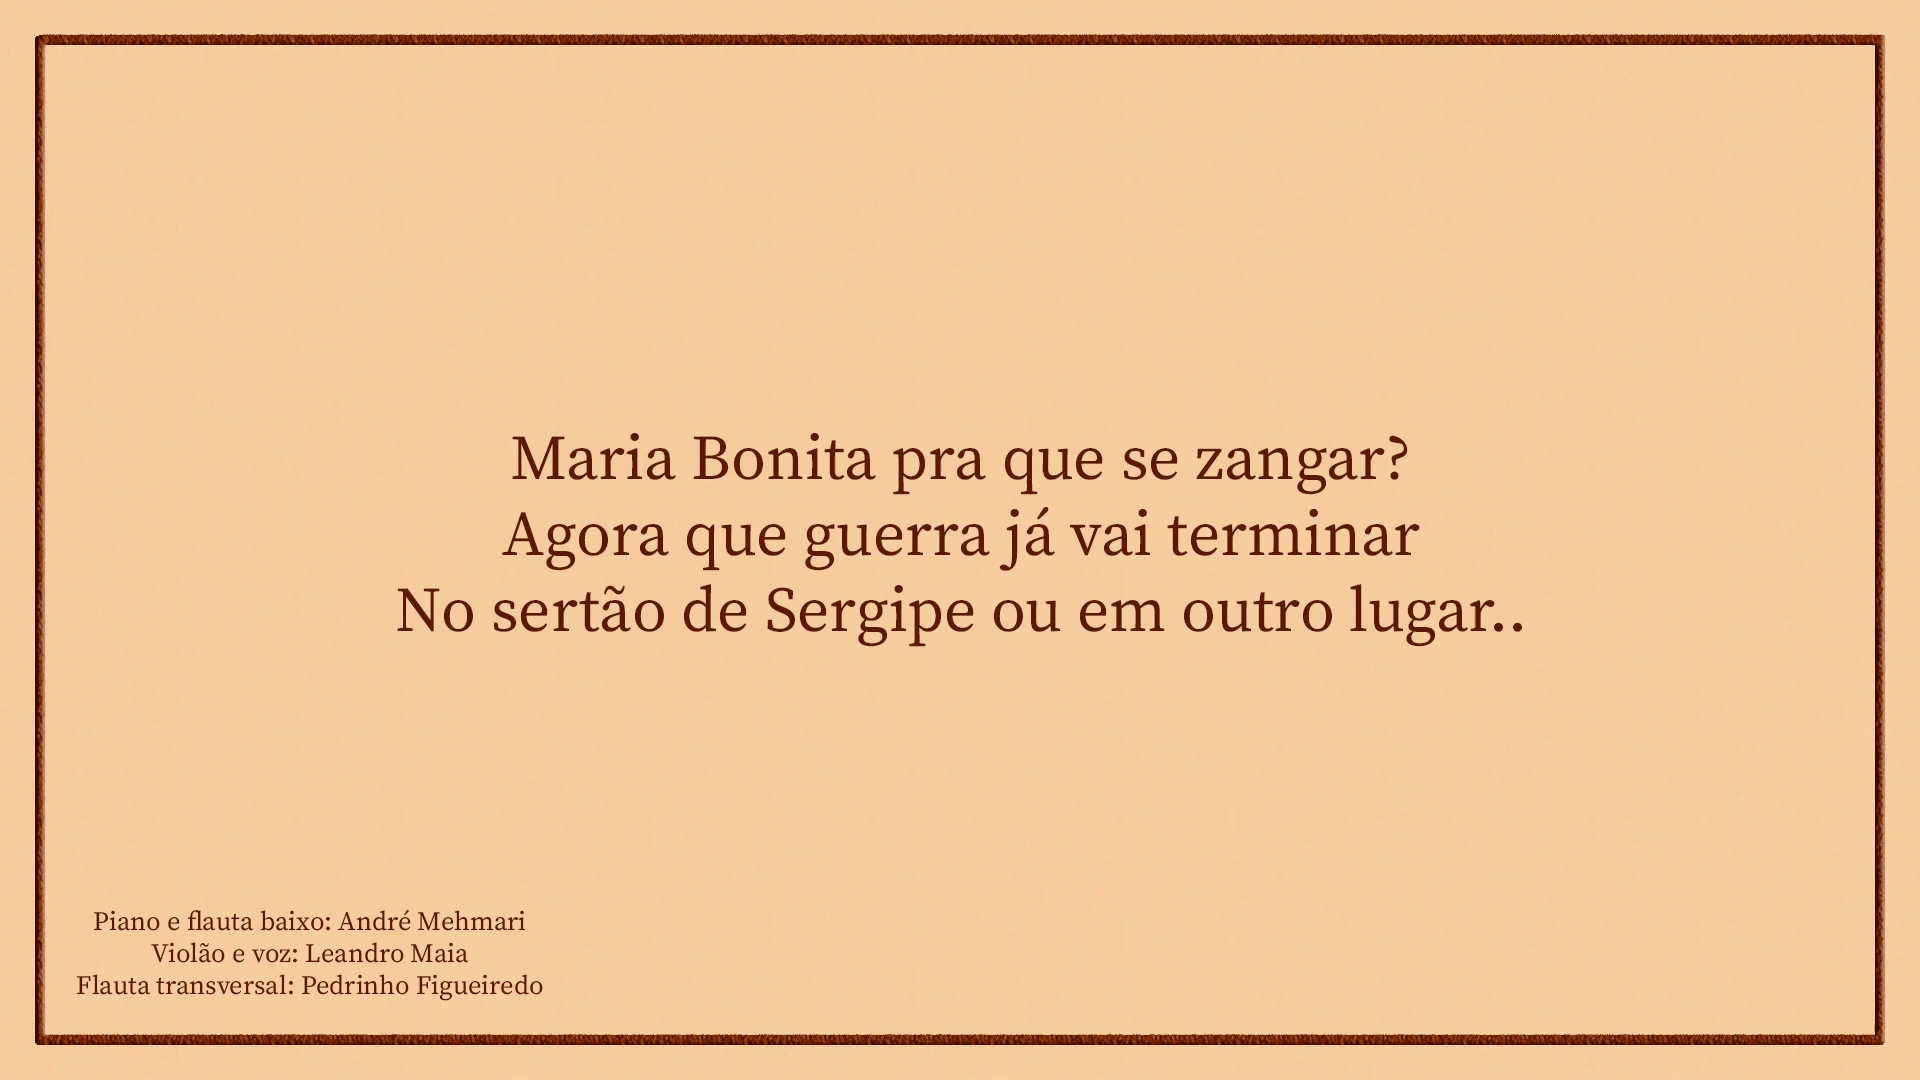 Maria Bonita pra que se zangar?
Agora que guerra já vai terminar
No sertão de Sergipe ou em outro lugar..
Piano e flauta baixo: André Mehmari
Violão e voz: Leandro Maia
Flauta transversal: Pedrinho Figueiredo